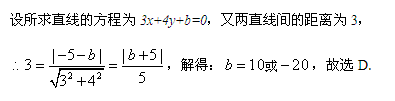 设所求直线的方程为 3x+4y+b=0，又两直线间的距离为 3，
∴ 3 = |−5−b| / √(3²+4²) = |b+5| / 5，解得：b=10或−20，故选 D.